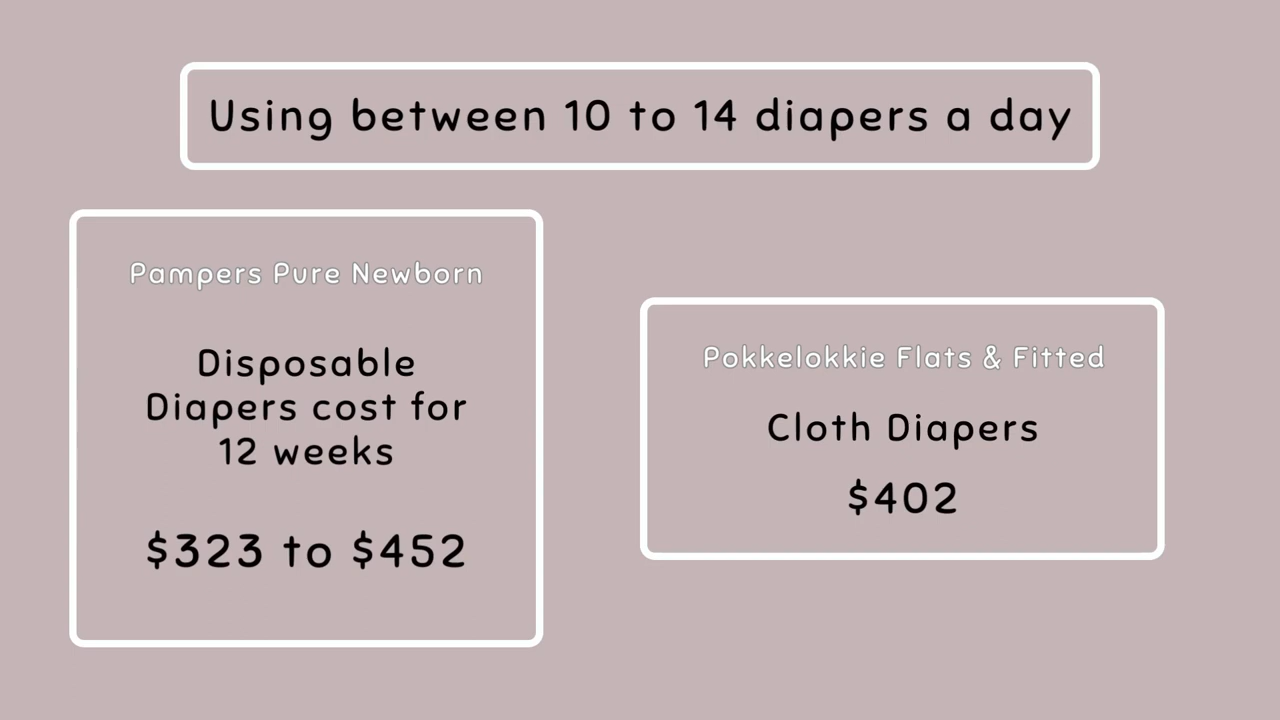 Using between 10 to 14 diapers a day
Pampers Pure Newborn
Disposable
Diapers cost for
12 weeks
$323 to $452
Pokkelokkie Flats & Fitted
Cloth Diapers
$402